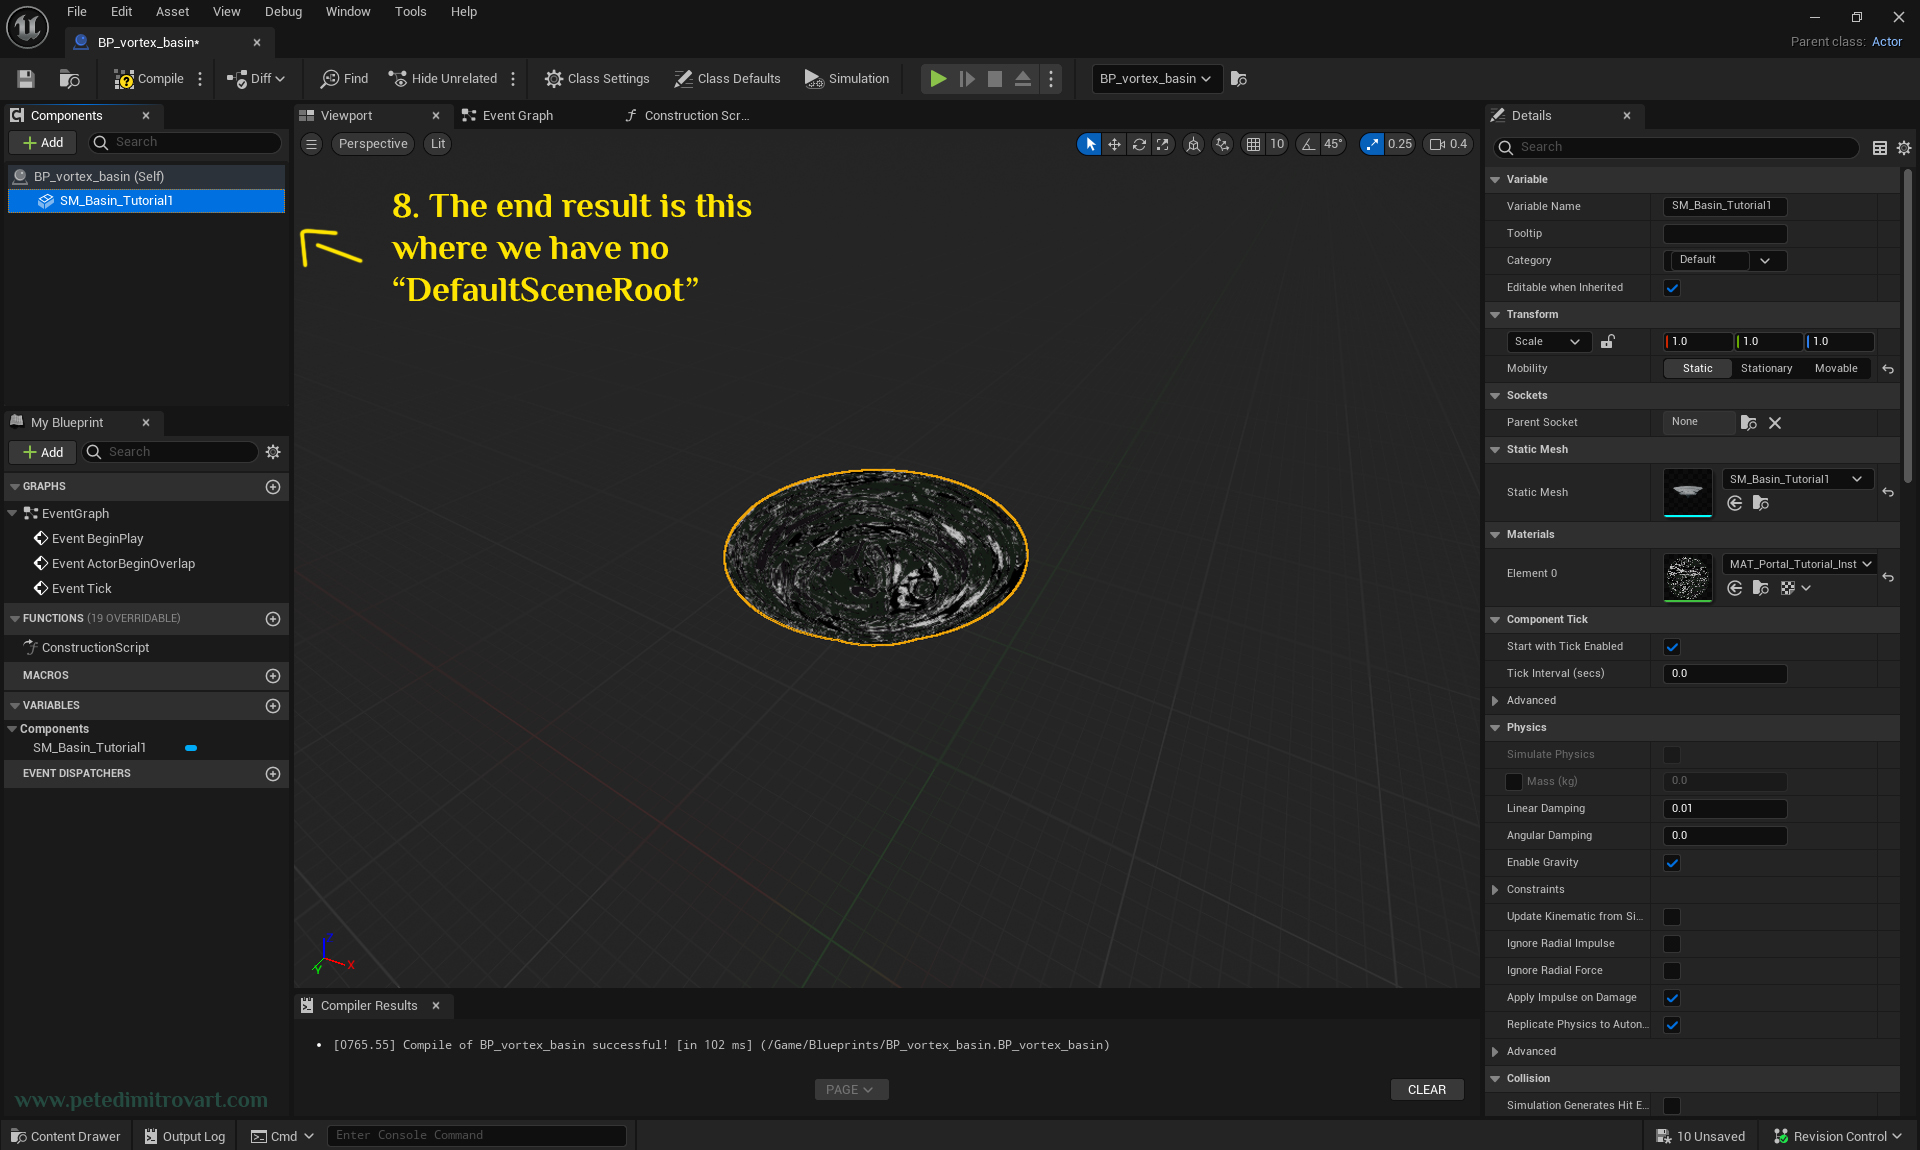 File Edit Asset View Debug Window Tools Help
BP_vortex_basin*
Parent class: Actor
Compile Diff Find Hide Unrelated Class Settings Class Defaults Simulation BP_vortex_basin
Components
Add Search
BP_vortex_basin (Self)
SM_Basin_Tutorial1
My Blueprint
Add Search
GRAPHS
EventGraph
Event BeginPlay
Event ActorBeginOverlap
Event Tick
FUNCTIONS (19 OVERRIDABLE)
ConstructionScript
MACROS
VARIABLES
Components
SM_Basin_Tutorial1
EVENT DISPATCHERS
www.petedimitrovart.com
Viewport Event Graph Construction Scr...
Perspective Lit 10 45° 0.25 0.4
8. The end result is this
where we have no
“DefaultSceneRoot”
Z
X
Y
Compiler Results
• [0765.55] Compile of BP_vortex_basin successful! [in 102 ms] (/Game/Blueprints/BP_vortex_basin.BP_vortex_basin)
PAGE CLEAR
Details
Search
Variable
Variable Name SM_Basin_Tutorial1
Tooltip
Category Default
Editable when Inherited
Transform
Scale 1.0 1.0 1.0
Mobility Static Stationary Movable
Sockets
Parent Socket None
Static Mesh
Static Mesh SM_Basin_Tutorial1
Materials
Element 0 MAT_Portal_Tutorial_Inst
Component Tick
Start with Tick Enabled
Tick Interval (secs) 0.0
Advanced
Physics
Simulate Physics
Mass (kg) 0.0
Linear Damping 0.01
Angular Damping 0.0
Enable Gravity
Constraints
Update Kinematic from Si...
Ignore Radial Impulse
Ignore Radial Force
Apply Impulse on Damage
Replicate Physics to Auton...
Advanced
Collision
Simulation Generates Hit E...
Content Drawer Output Log Cmd Enter Console Command 10 Unsaved Revision Control